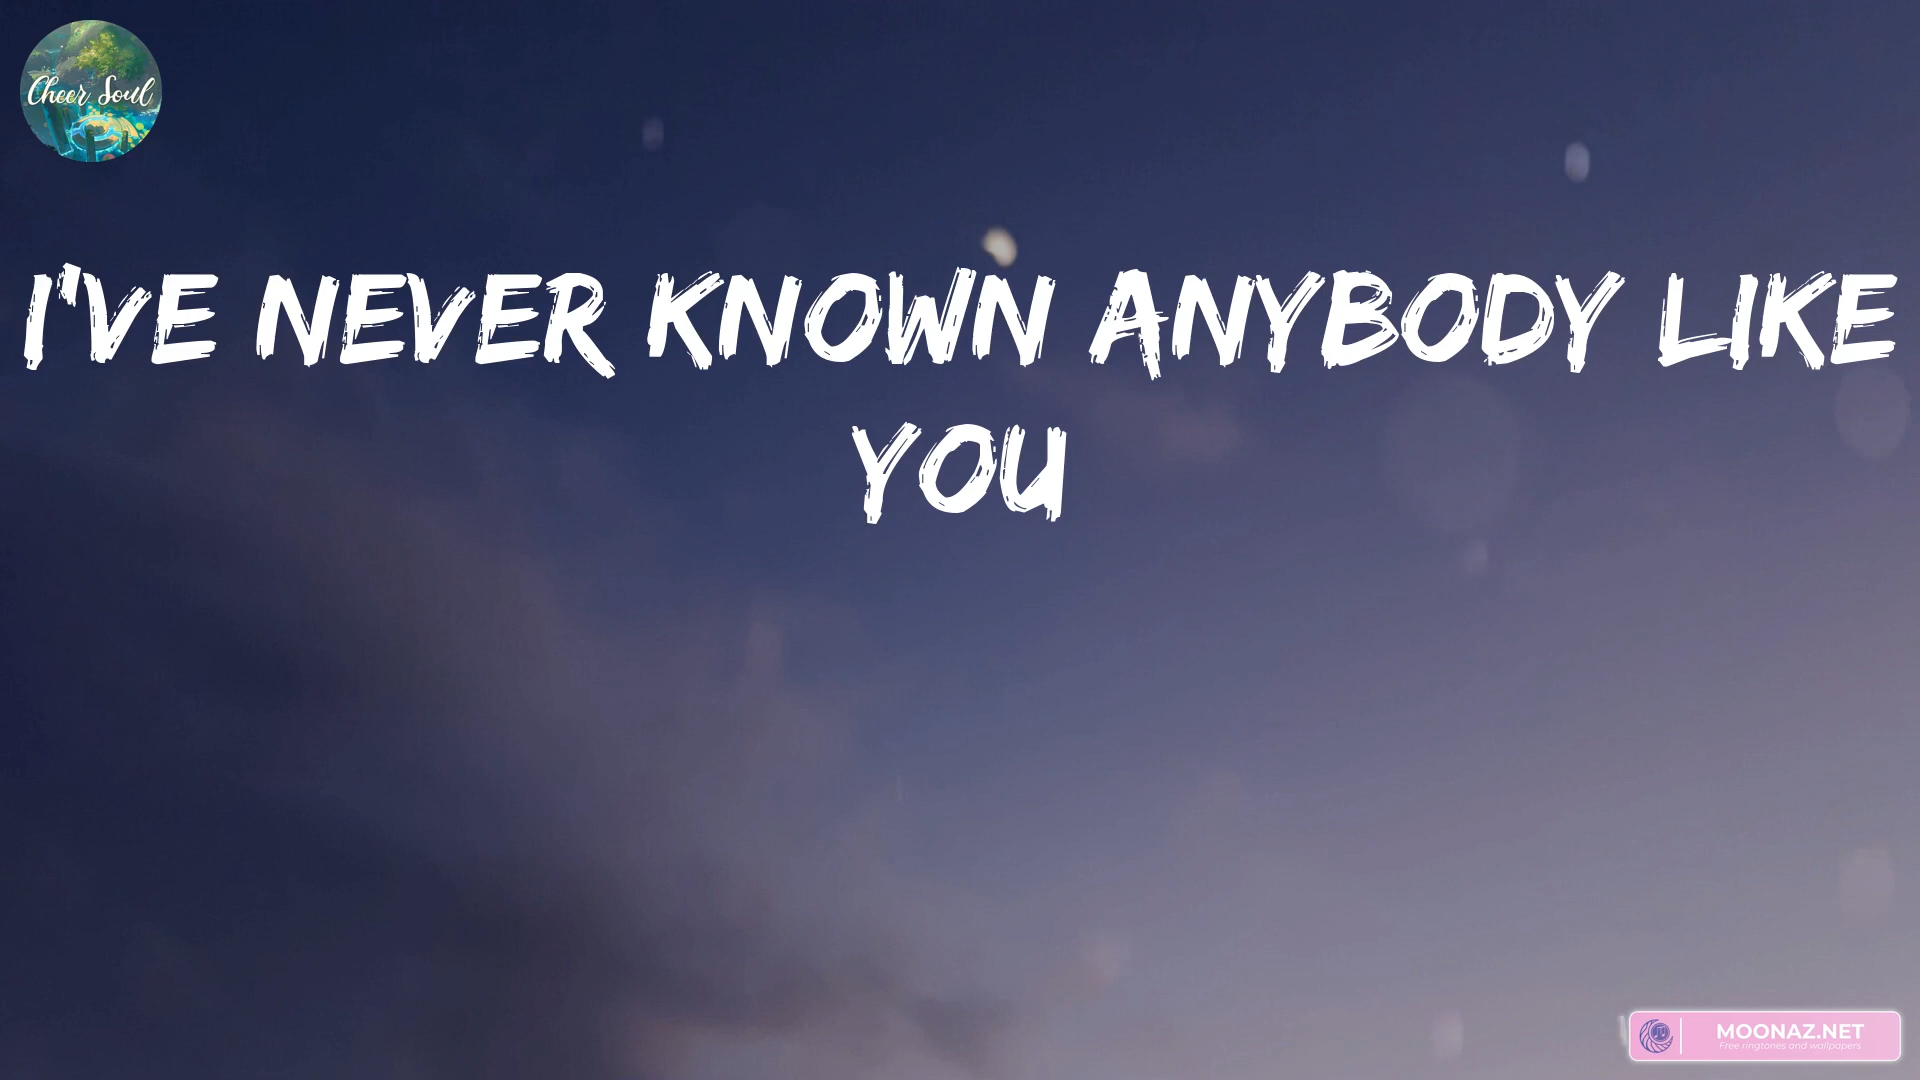 Cheer Soul
I'VE NEVER KNOWN ANYBODY LIKE
YOU
MOONAZ.NET
Free ringtones and wallpapers